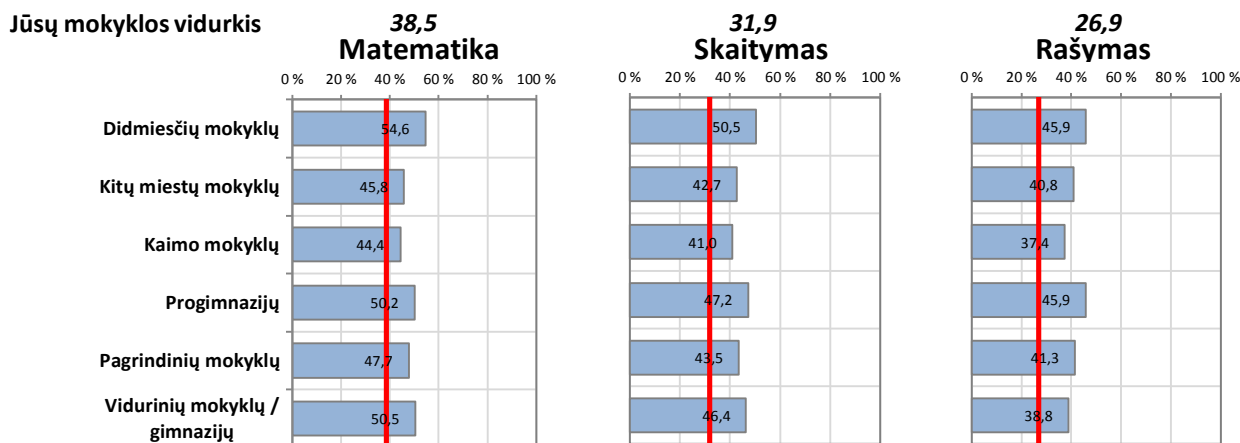 Jūsų mokyklos vidurkis 38,5 31,9 26,9
Matematika Skaitymas Rašymas
0 % 20 % 40 % 60 % 80 % 100 % 0 % 20 % 40 % 60 % 80 % 100 % 0 % 20 % 40 % 60 % 80 % 100 %
Didmiesčių mokyklų 54,6 50,5 45,9
Kitų miestų mokyklų 45,8 42,7 40,8
Kaimo mokyklų 44,4 41,0 37,4
Progimnazijų 50,2 47,2 45,9
Pagrindinių mokyklų 47,7 43,5 41,3
Vidurinių mokyklų /
gimnazijų 50,5 46,4 38,8